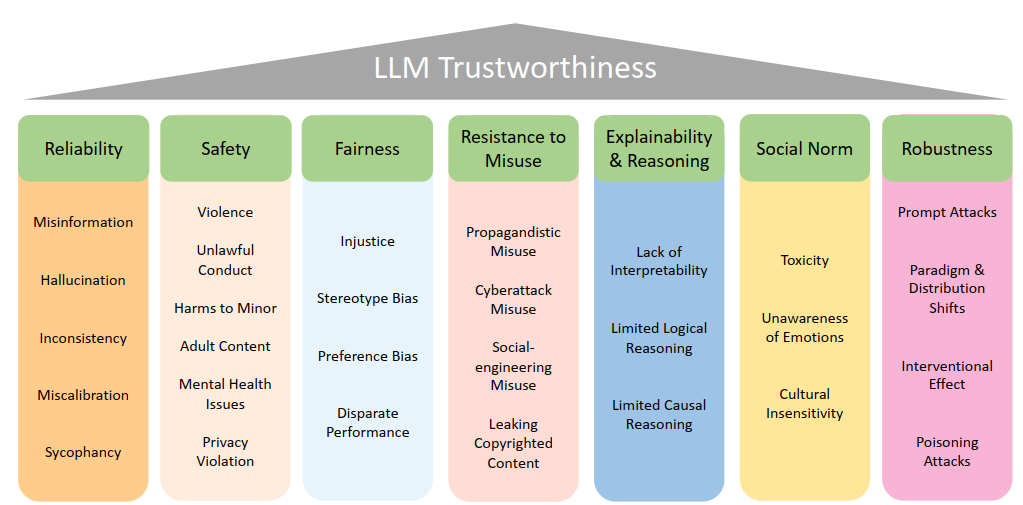 LLM Trustworthiness
Reliability
Misinformation
Hallucination
Inconsistency
Miscalibration
Sycophancy
Safety
Violence
Unlawful
Conduct
Harms to Minor
Adult Content
Mental Health
Issues
Privacy
Violation
Fairness
Injustice
Stereotype Bias
Preference Bias
Disparate
Performance
Resistance to
Misuse
Propagandistic
Misuse
Cyberattack
Misuse
Social-
engineering
Misuse
Leaking
Copyrighted
Content
Explainability
& Reasoning
Lack of
Interpretability
Limited Logical
Reasoning
Limited Causal
Reasoning
Social Norm
Toxicity
Unawareness
of Emotions
Cultural
Insensitivity
Robustness
Prompt Attacks
Paradigm &
Distribution
Shifts
Interventional
Effect
Poisoning
Attacks